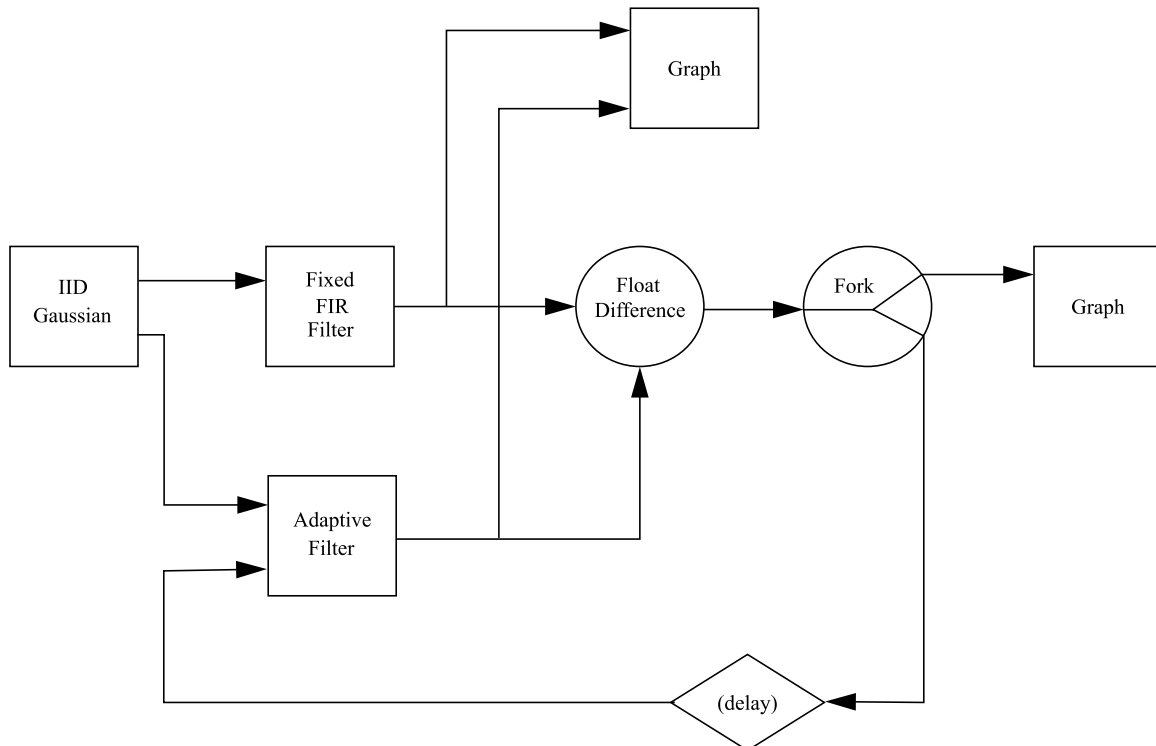 Graph
IID
Gaussian
Fixed
FIR
Filter
Float
Difference
Fork
Graph
Adaptive
Filter
(delay)